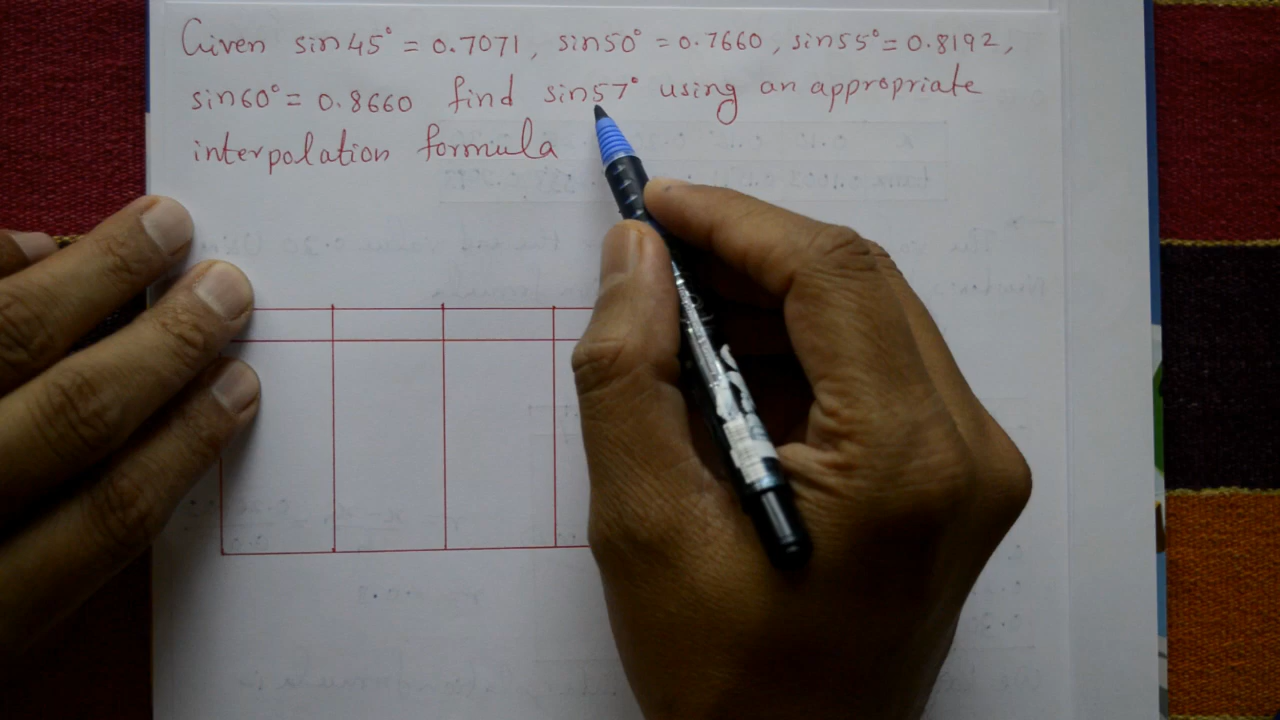 Given sin45° = 0.7071, sin50° = 0.7660, sin55° = 0.8192,
sin60° = 0.8660 find sin57° using an appropriate
interpolation formula